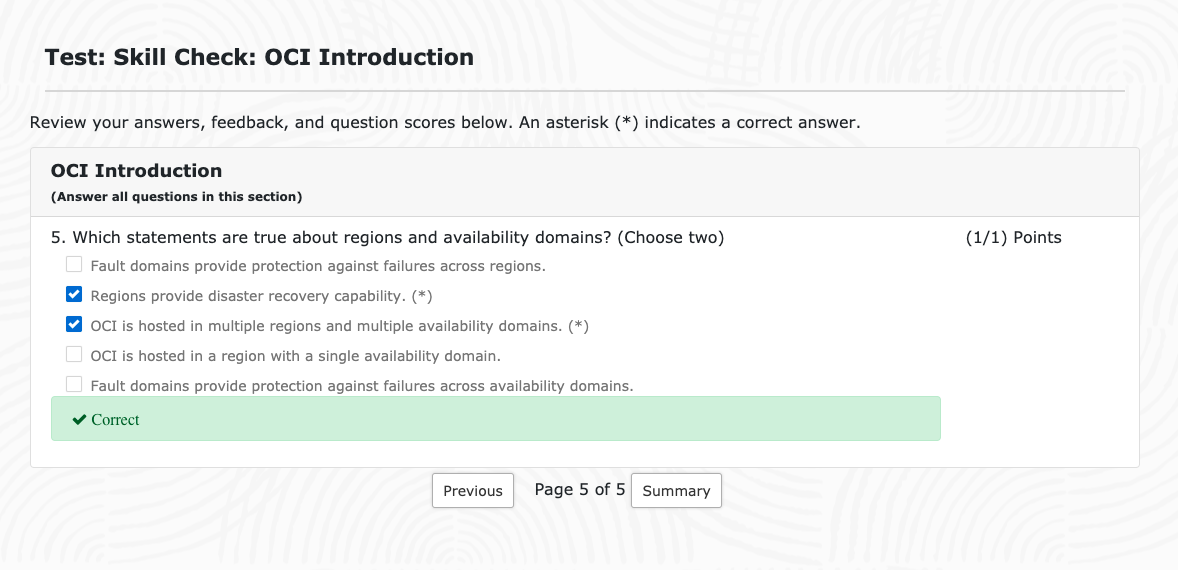 Test: Skill Check: OCI Introduction
Review your answers, feedback, and question scores below. An asterisk (*) indicates a correct answer.
OCI Introduction
(Answer all questions in this section)
5. Which statements are true about regions and availability domains? (Choose two) (1/1) Points
Fault domains provide protection against failures across regions.
Regions provide disaster recovery capability. (*)
OCI is hosted in multiple regions and multiple availability domains. (*)
OCI is hosted in a region with a single availability domain.
Fault domains provide protection against failures across availability domains.
Correct
Previous Page 5 of 5 Summary